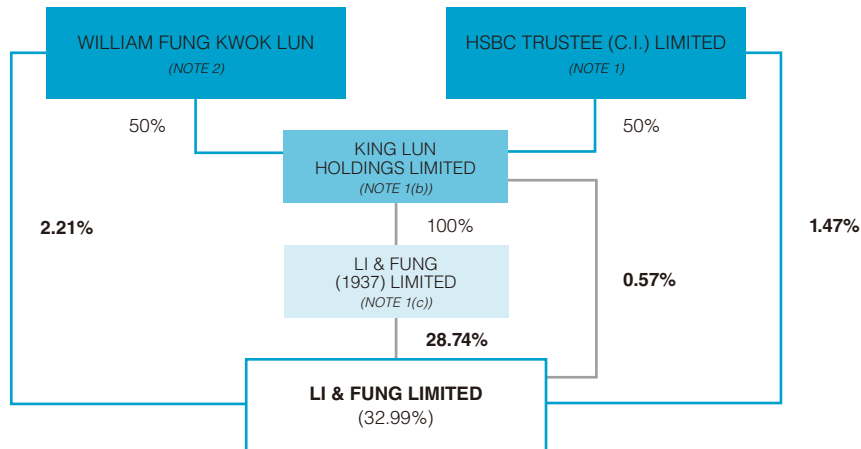 WILLIAM FUNG KWOK LUN
(NOTE 2)
HSBC TRUSTEE (C.I.) LIMITED
(NOTE 1)
50%
50%
KING LUN
HOLDINGS LIMITED
(NOTE 1(b))
2.21%
100%
1.47%
LI & FUNG
(1937) LIMITED
(NOTE 1(c))
0.57%
28.74%
LI & FUNG LIMITED
(32.99%)